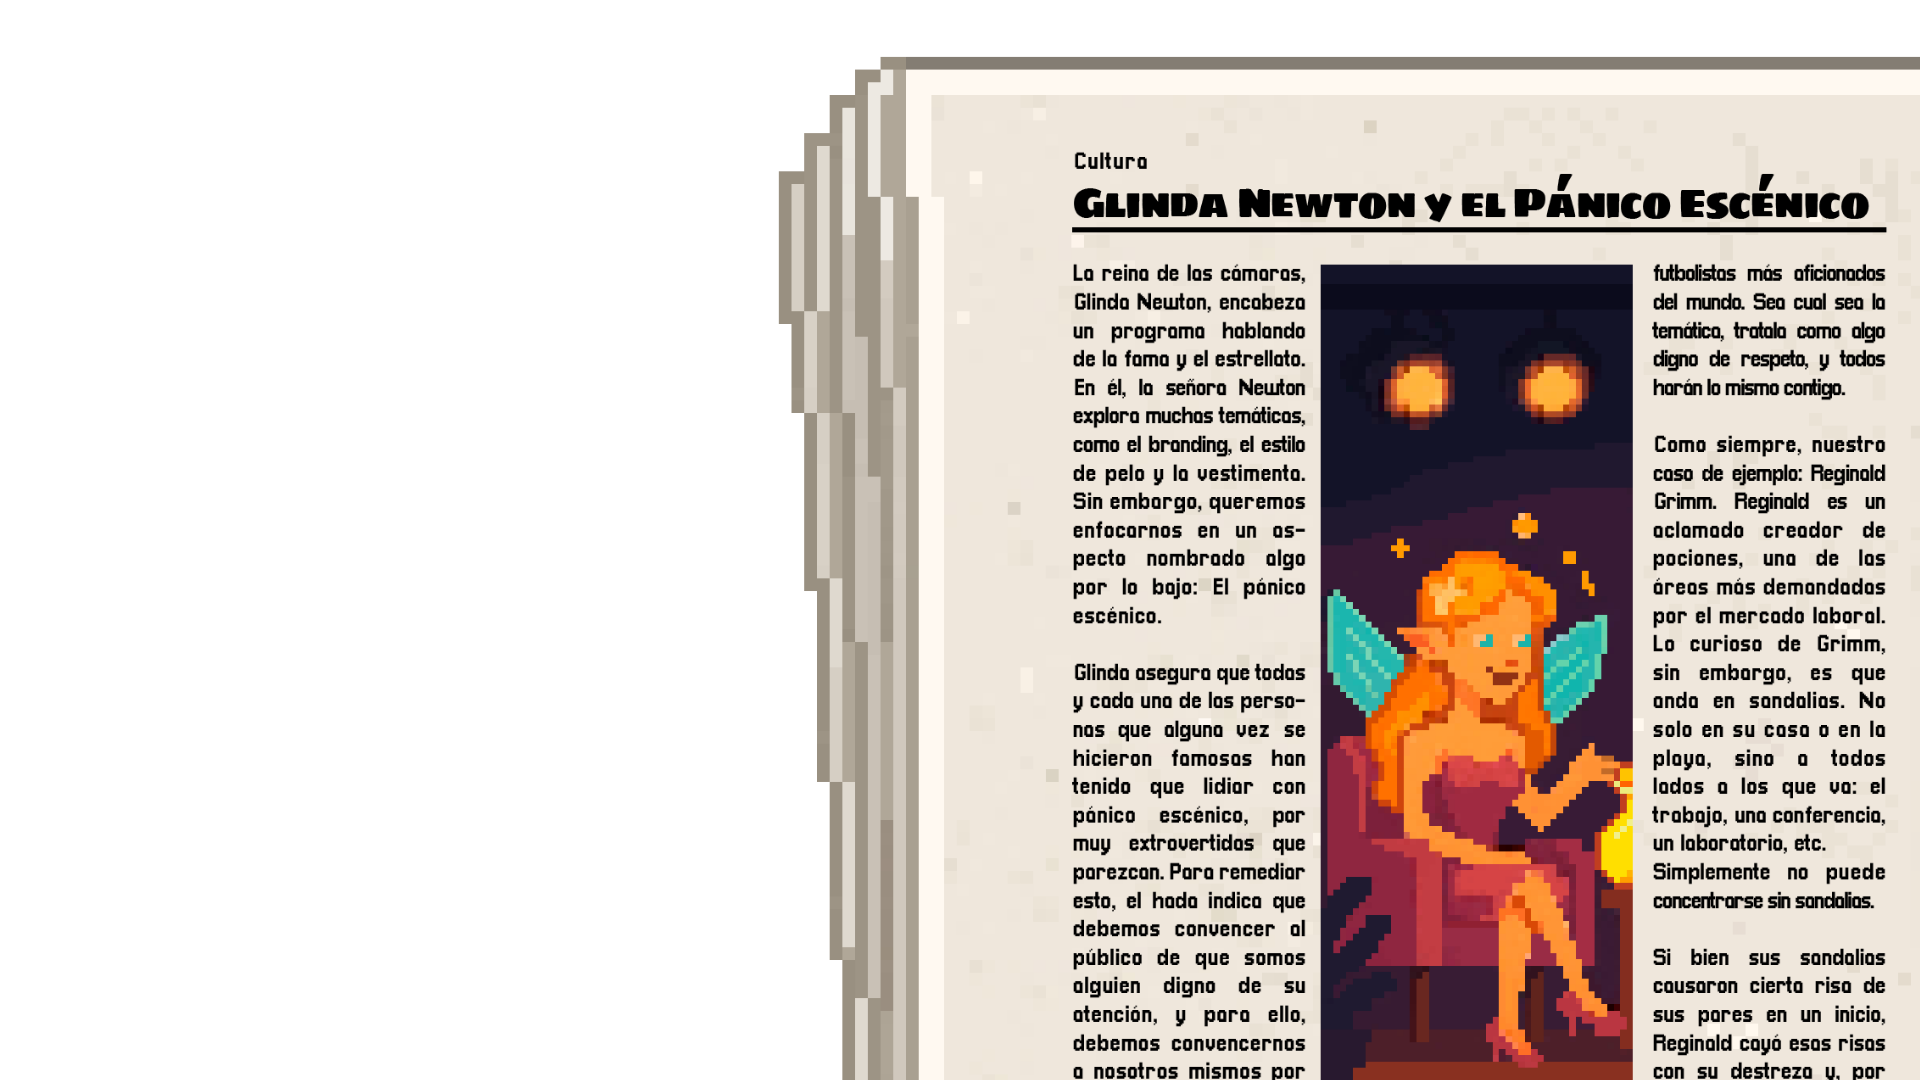 Cultura
Glinda Newton y el Pánico Escénico
La reina de las cámaras,
Glinda Newton, encabeza
un programa hablando
de la fama y el estrellato.
En él, la señora Newton
explora muchas temáticas,
como el branding, el estilo
de pelo y la vestimenta.
Sin embargo, queremos
enfocarnos en un as-
pecto nombrado algo
por lo bajo: El pánico
escénico.
Glinda asegura que todas
y cada una de las perso-
nas que alguna vez se
hicieron famosas han
tenido que lidiar con
pánico escénico, por
muy extrovertidas que
parezcan. Para remediar
esto, el hada indica que
debemos convencer al
público de que somos
alguien digno de su
atención, y para ello,
debemos convencernos
a nosotros mismos por
futbolistas más aficionados
del mundo. Sea cual sea la
temática, tratala como algo
digno de respeto, y todos
harán lo mismo contigo.
Como siempre, nuestro
caso de ejemplo: Reginald
Grimm. Reginald es un
aclamado creador de
pociones, una de las
áreas más demandadas
por el mercado laboral.
Lo curioso de Grimm,
sin embargo, es que
anda en sandalias. No
solo en su casa o en la
playa, sino a todos
lados a los que va: el
trabajo, una conferencia,
un laboratorio, etc.
Simplemente no puede
concentrarse sin sandalias.
Si bien sus sandalias
causaron cierta risa de
sus pares en un inicio,
Reginald cayó esas risas
con su destreza y, por